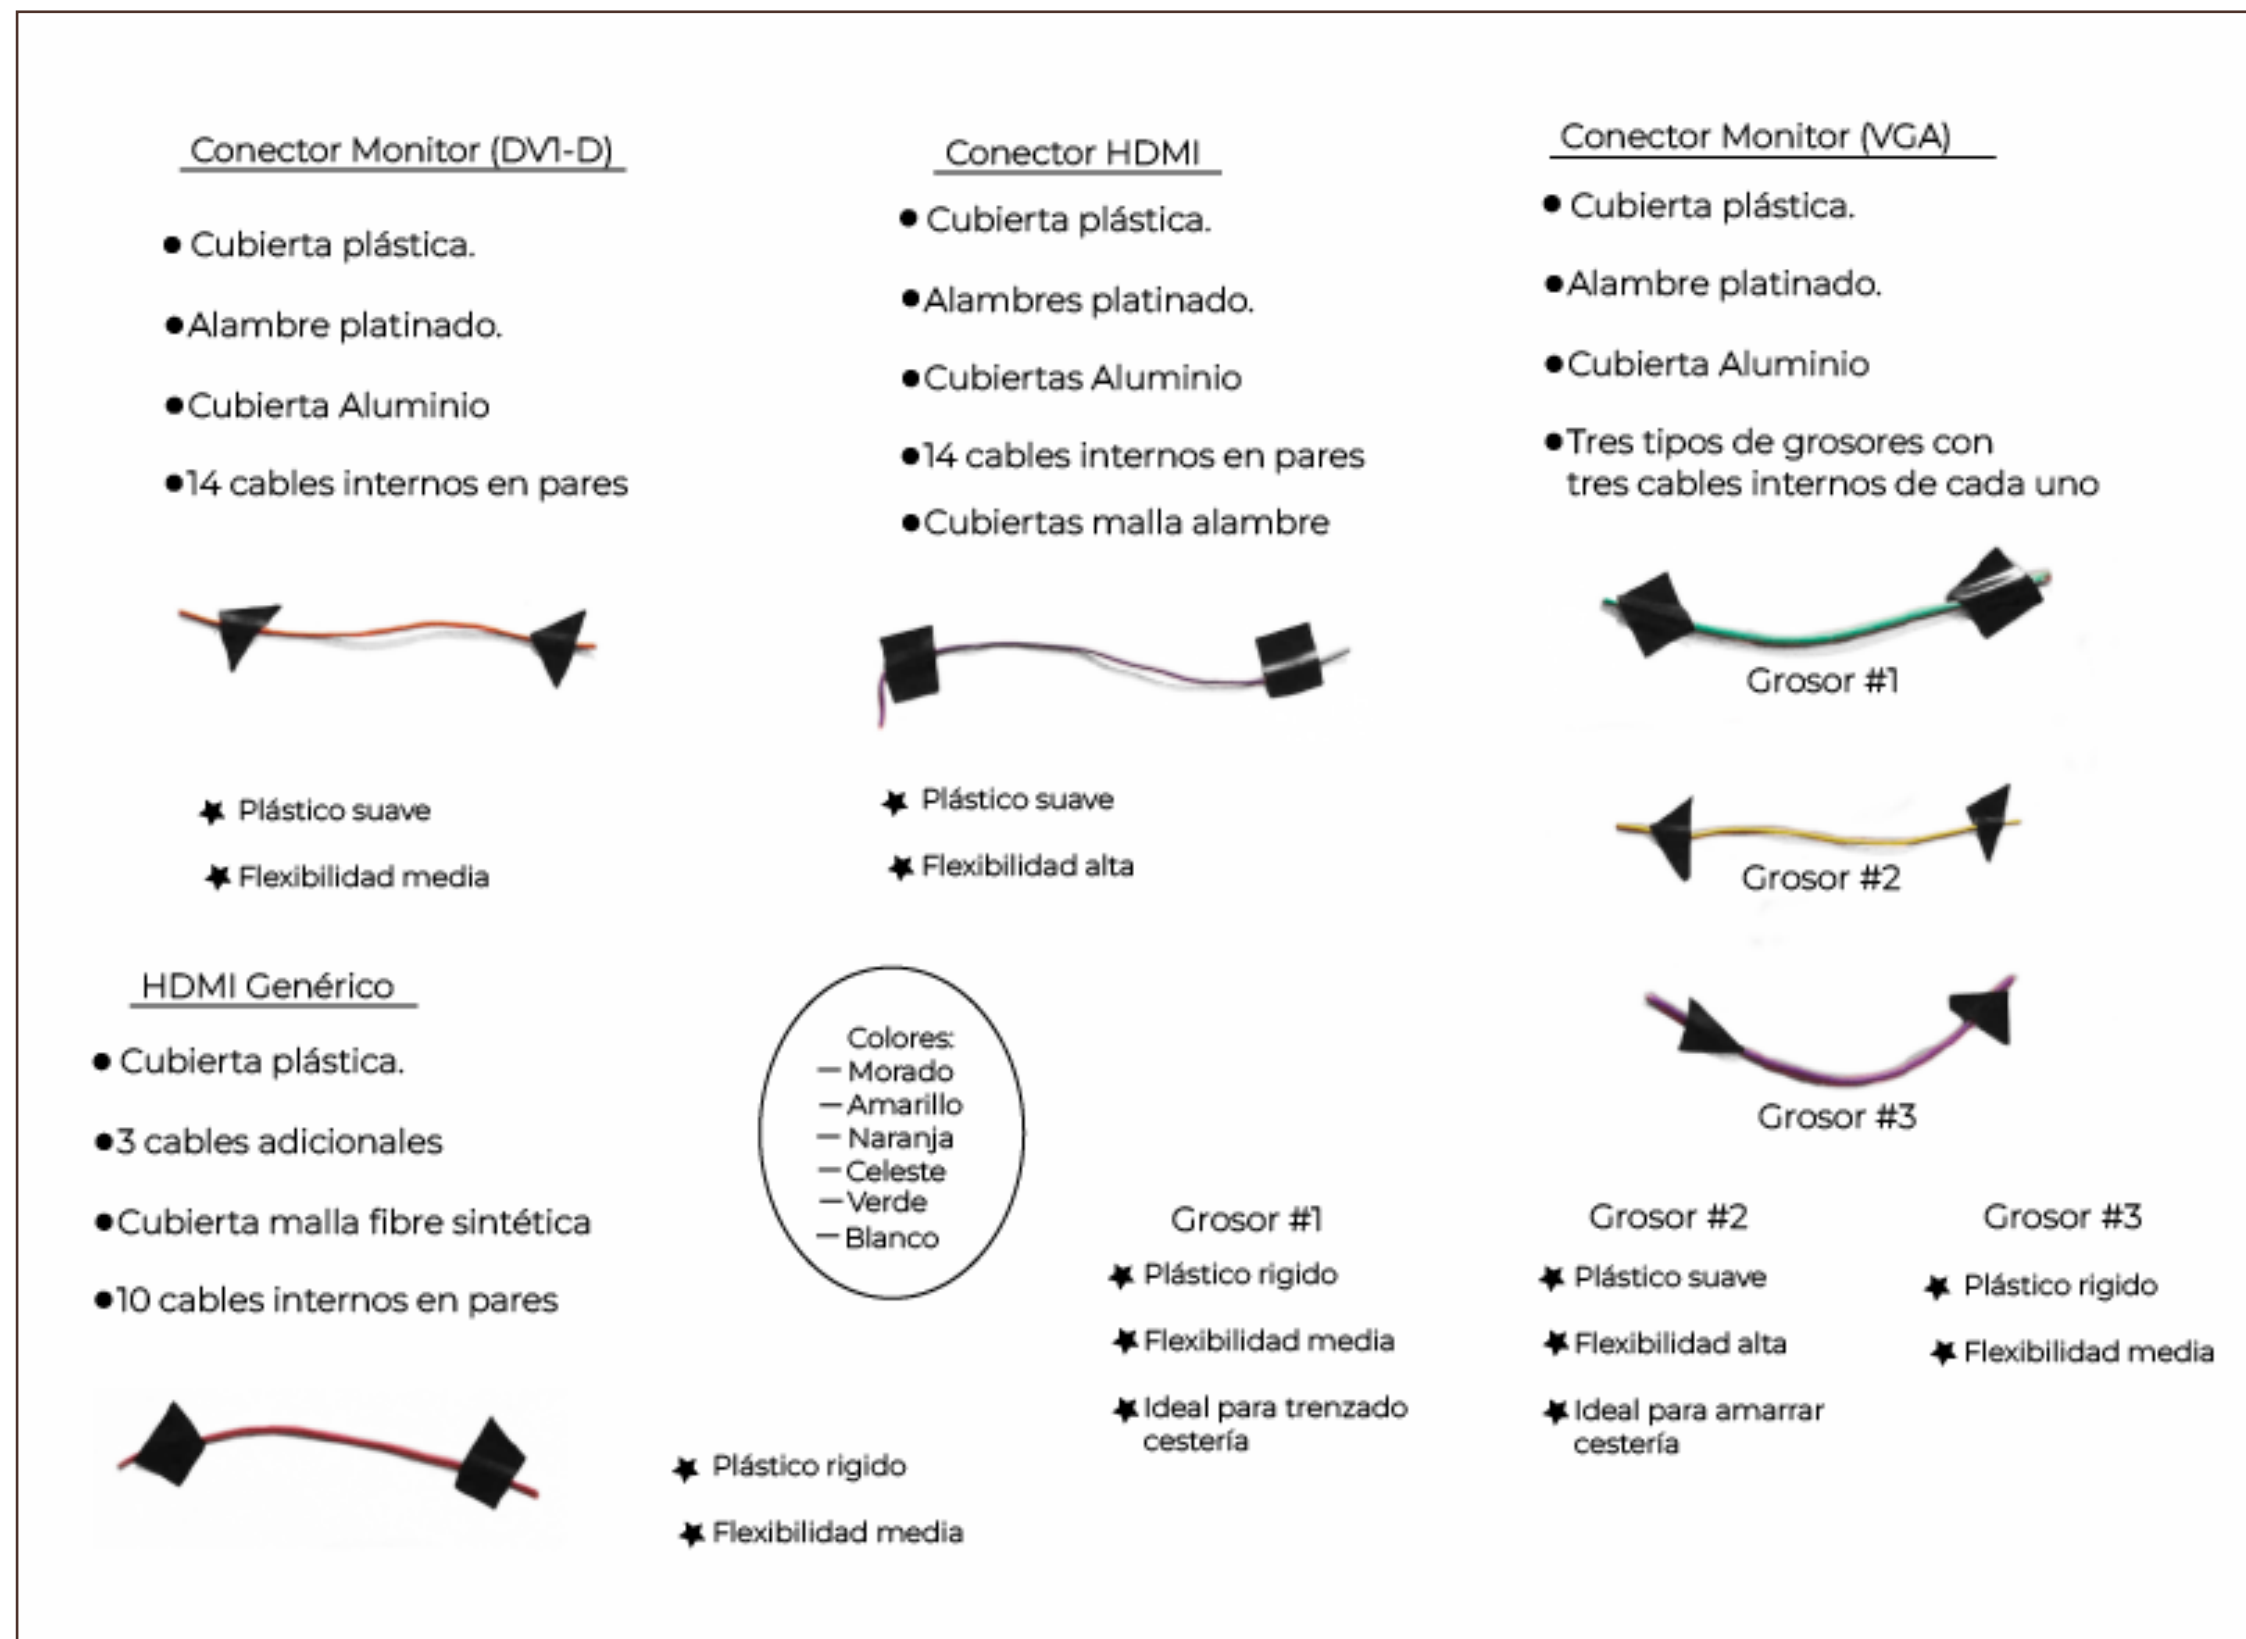 Conector Monitor (DV1-D)
● Cubierta plástica.
●Alambre platinado.
●Cubierta Aluminio
●14 cables internos en pares
★ Plástico suave
★ Flexibilidad media
Conector HDMI
● Cubierta plástica.
●Alambres platinado.
●Cubiertas Aluminio
●14 cables internos en pares
●Cubiertas malla alambre
★ Plástico suave
★ Flexibilidad alta
Conector Monitor (VGA)
● Cubierta plástica.
●Alambre platinado.
●Cubierta Aluminio
●Tres tipos de grosores con
tres cables internos de cada uno
Grosor #1
Grosor #2
Grosor #3
HDMI Genérico
● Cubierta plástica.
●3 cables adicionales
●Cubierta malla fibre sintética
●10 cables internos en pares
★ Plástico rigido
★ Flexibilidad media
Colores:
— Morado
— Amarillo
— Naranja
— Celeste
— Verde
— Blanco
Grosor #1
★ Plástico rigido
★ Flexibilidad media
★ Ideal para trenzado
cestería
Grosor #2
★ Plástico suave
★ Flexibilidad alta
★ Ideal para amarrar
cestería
Grosor #3
★ Plástico rigido
★ Flexibilidad media